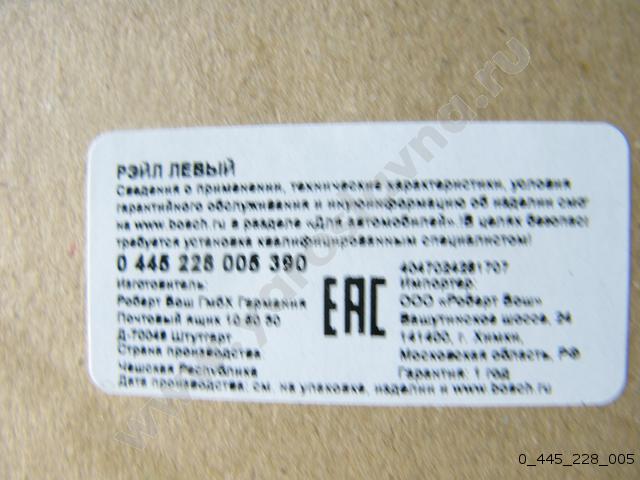 РЭЙЛ ЛЕВЫЙ
Сведения о применении, технические характеристики, условия
гарантийного обслуживания и иную информацию об изделии смот
на www.bosch.ru в разделе «Для автомобилей». !В целях безопас
требуется установка квалифицированным специалистом!
0 445 228 005 390
Изготовитель:
Роберт Бош ГмбХ Германия
Почтовый ящик 10 60 50
Д-70049 Штутгарт
Страна производства
Чешская Республика
Дата производства: см. на упаковке, изделии и www.bosch.ru
EAC
4047024281707
Импортер:
ООО «Роберт Бош»
Вашутинское шоссе, 24
141400, г. Химки,
Московская область, РФ
Гарантия: 1 год
0_445_228_005